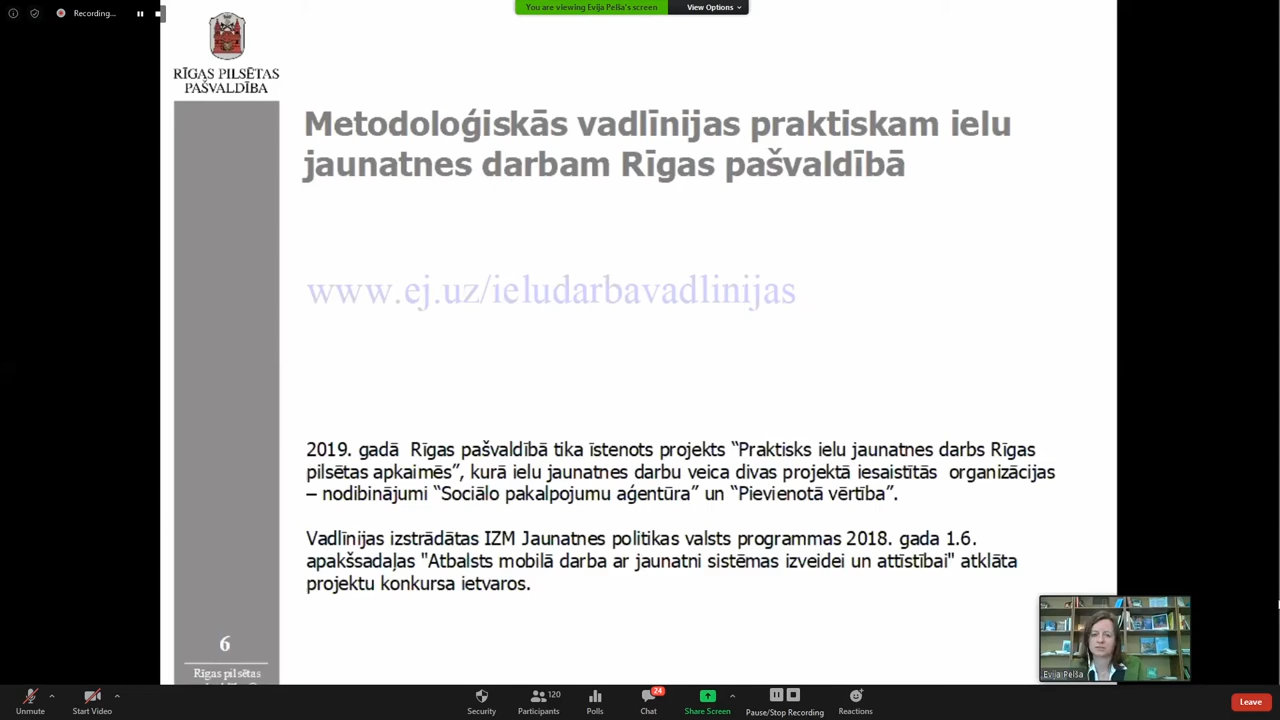 Recording...
You are viewing Evija Pelša's screen
View Options
RĪGAS PILSĒTAS
PAŠVALDĪBA
Metodoloģiskās vadlīnijas praktiskam ielu
jaunatnes darbam Rīgas pašvaldībā
www.ej.uz/ieludarbavadlinijas
2019. gadā Rīgas pašvaldībā tika īstenots projekts “Praktisks ielu jaunatnes darbs Rīgas
pilsētas apkaimēs”, kurā ielu jaunatnes darbu veica divas projektā iesaistītās organizācijas
– nodibinājumi “Sociālo pakalpojumu aģentūra” un “Pievienotā vērtība”.
Vadlīnijas izstrādātas IZM Jaunatnes politikas valsts programmas 2018. gada 1.6.
apakšsadaļas "Atbalsts mobilā darba ar jaunatni sistēmas izveidei un attīstībai" atklāta
projektu konkursa ietvaros.
6
Rīgas pilsētas
Evija Pelša
Unmute
Start Video
Security
Participants 120
Polls
Chat 24
Share Screen
Pause/Stop Recording
Reactions
Leave